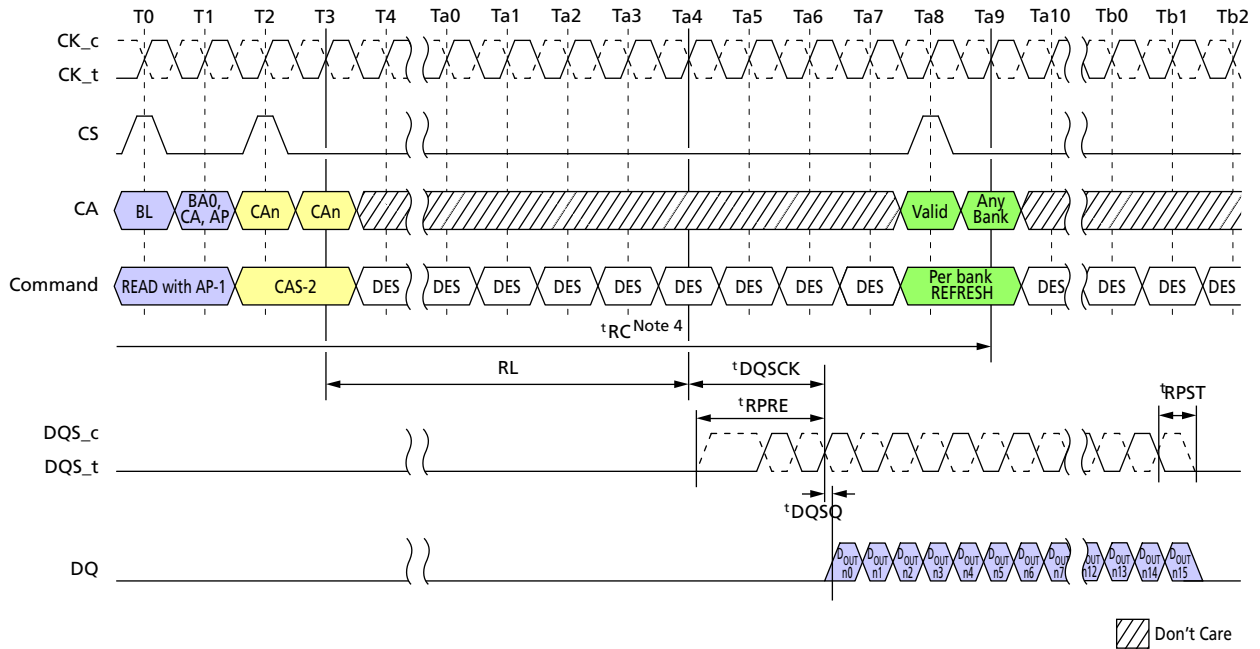 T0 T1 T2 T3 T4 Ta0 Ta1 Ta2 Ta3 Ta4 Ta5 Ta6 Ta7 Ta8 Ta9 Ta10 Tb0 Tb1 Tb2
CK_c
CK_t
CS
CA
BL
BA0,
CA, AP
CAn
CAn
Valid
Any
Bank
Command
READ with AP-1
CAS-2
DES
DES
DES
DES
DES
DES
DES
DES
DES
DES
Per bank
REFRESH
DES
DES
DES
DES
tRC Note 4
RL
tDQSCK
tRPRE
tRPST
DQS_c
DQS_t
tDQSQ
DQ
DOUT
n0
DOUT
n1
DOUT
n2
DOUT
n3
DOUT
n4
DOUT
n5
DOUT
n6
DOUT
n7
DOUT
n12
DOUT
n13
DOUT
n14
DOUT
n15
Don't Care